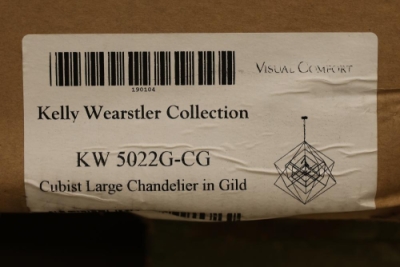 VISUAL COMFORT
190104
Kelly Wearstler Collection
KW 5022G-CG
Cubist Large Chandelier in Gild